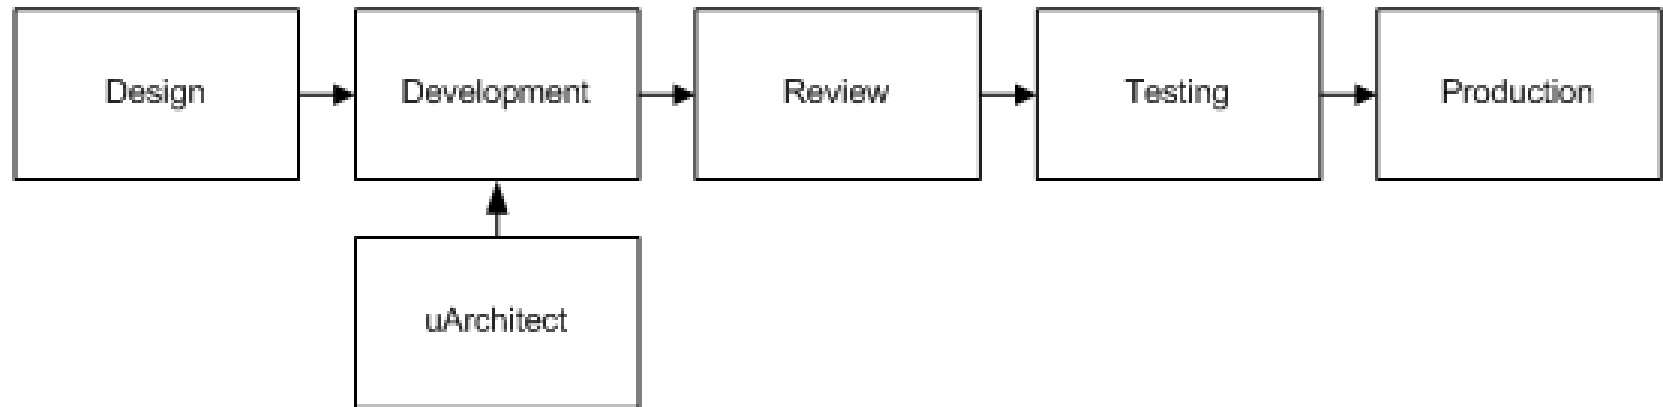 Design
Development
Review
Testing
Production
uArchitect